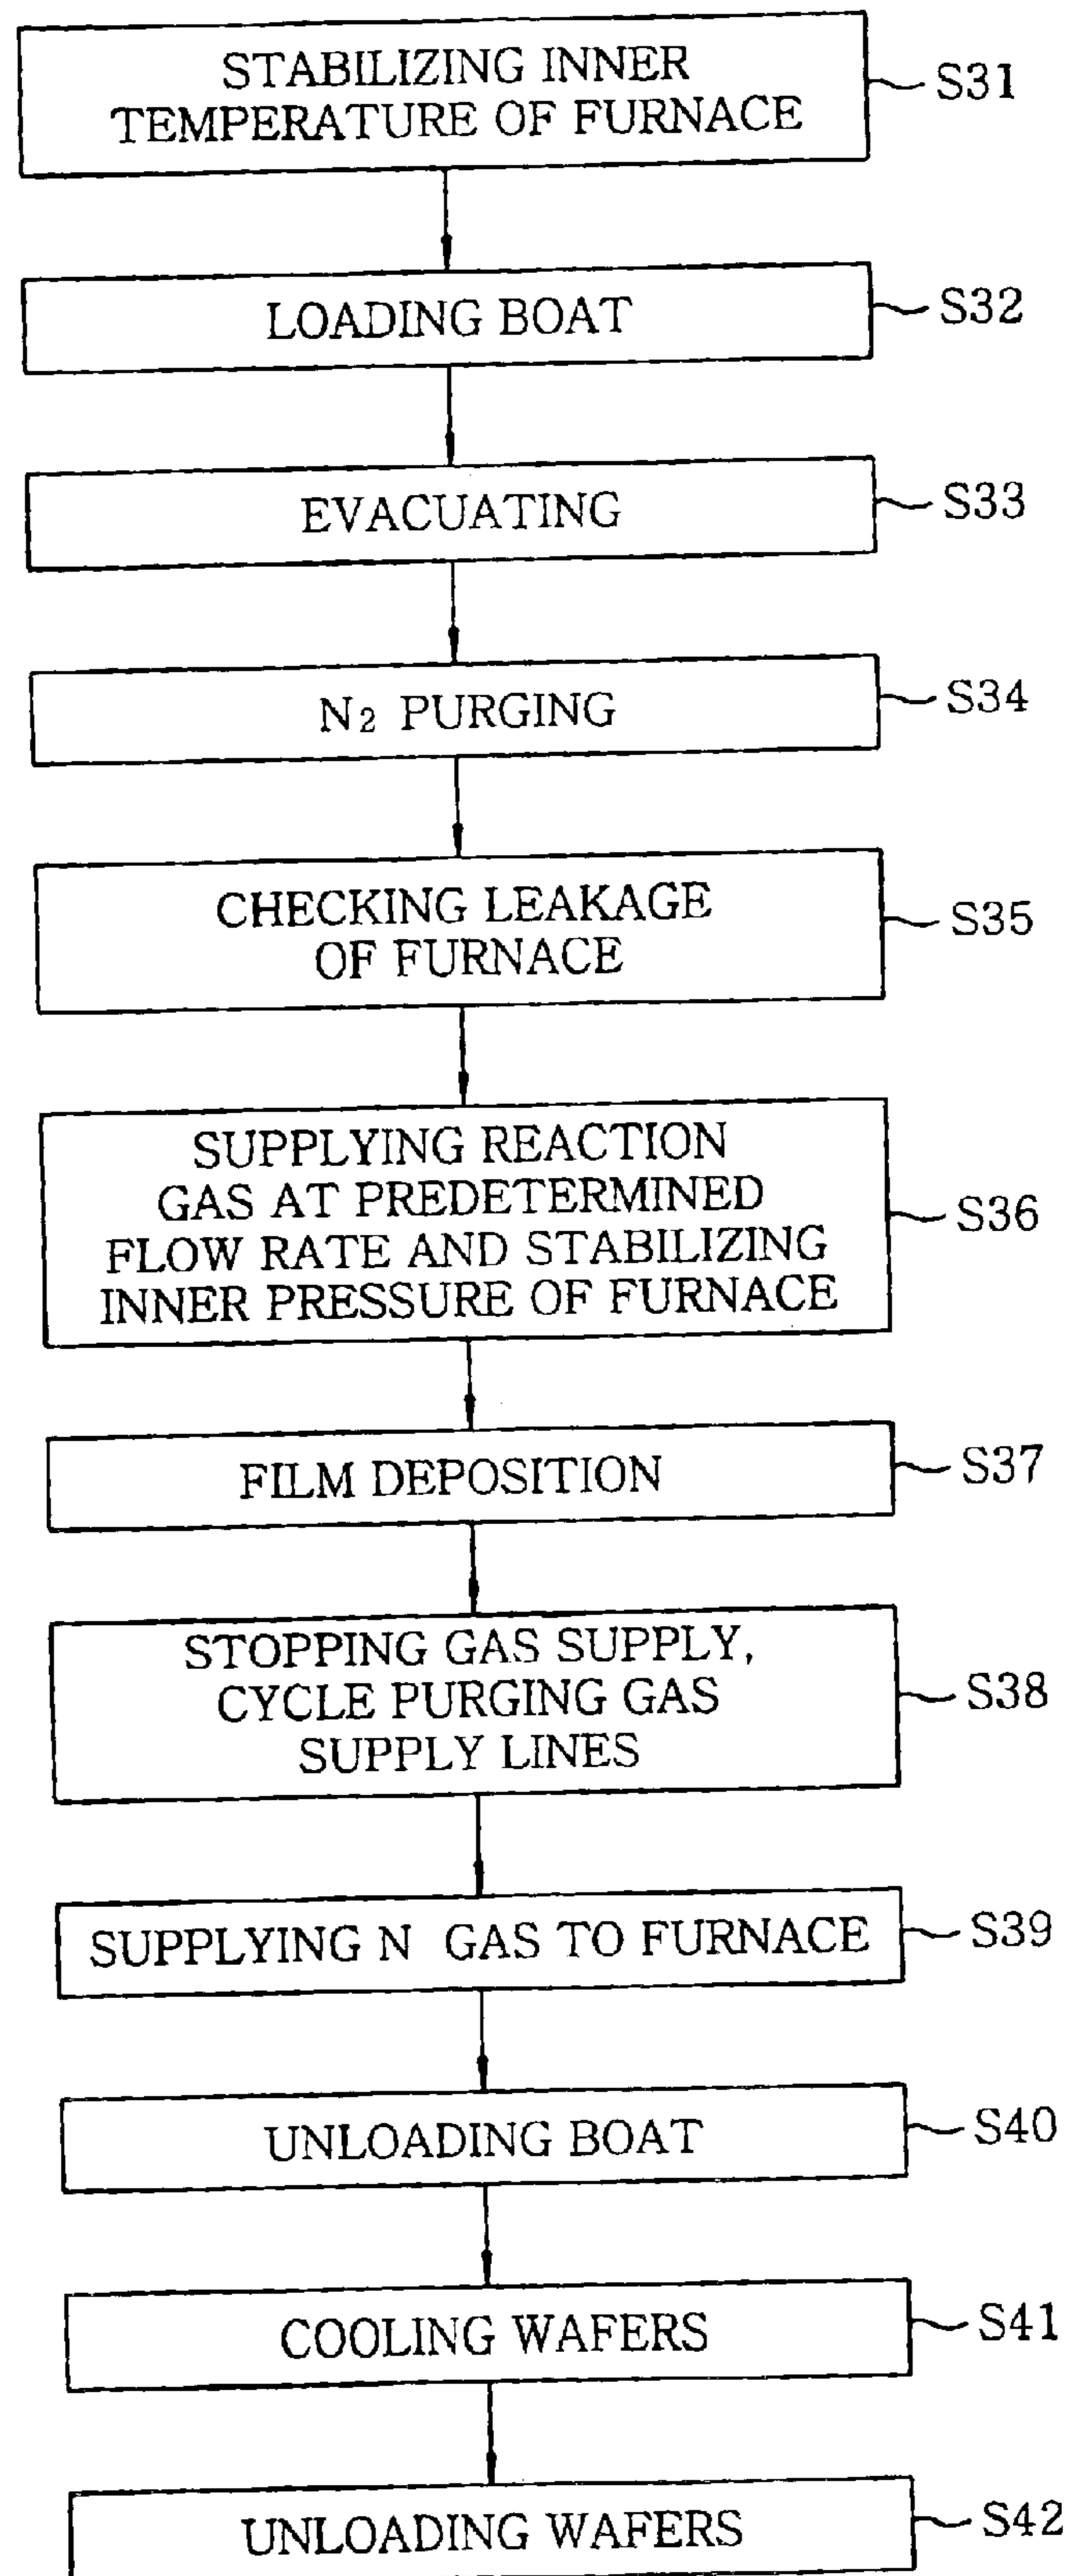 STABILIZING INNER
TEMPERATURE OF FURNACE
S31
LOADING BOAT
S32
EVACUATING
S33
N₂ PURGING
S34
CHECKING LEAKAGE
OF FURNACE
S35
SUPPLYING REACTION
GAS AT PREDETERMINED
FLOW RATE AND STABILIZING
INNER PRESSURE OF FURNACE
S36
FILM DEPOSITION
S37
STOPPING GAS SUPPLY,
CYCLE PURGING GAS
SUPPLY LINES
S38
SUPPLYING N GAS TO FURNACE
S39
UNLOADING BOAT
S40
COOLING WAFERS
S41
UNLOADING WAFERS
S42